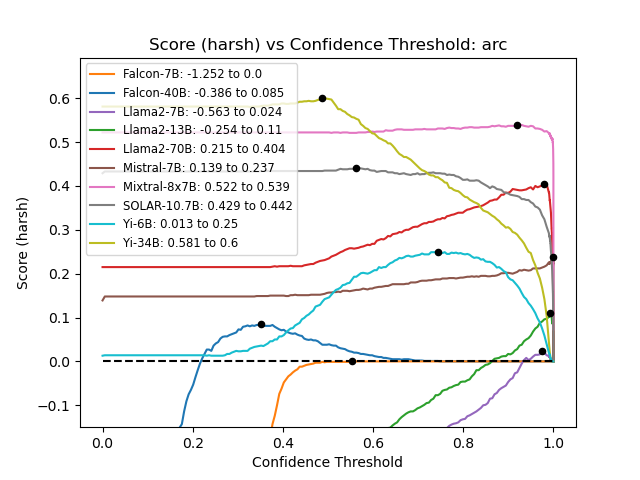 Score (harsh) vs Confidence Threshold: arc
Falcon-7B: -1.252 to 0.0
Falcon-40B: -0.386 to 0.085
Llama2-7B: -0.563 to 0.024
Llama2-13B: -0.254 to 0.11
Llama2-70B: 0.215 to 0.404
Mistral-7B: 0.139 to 0.237
Mixtral-8x7B: 0.522 to 0.539
SOLAR-10.7B: 0.429 to 0.442
Yi-6B: 0.013 to 0.25
Yi-34B: 0.581 to 0.6
Score (harsh)
0.6
0.5
0.4
0.3
0.2
0.1
0.0
−0.1
0.0 0.2 0.4 0.6 0.8 1.0
Confidence Threshold